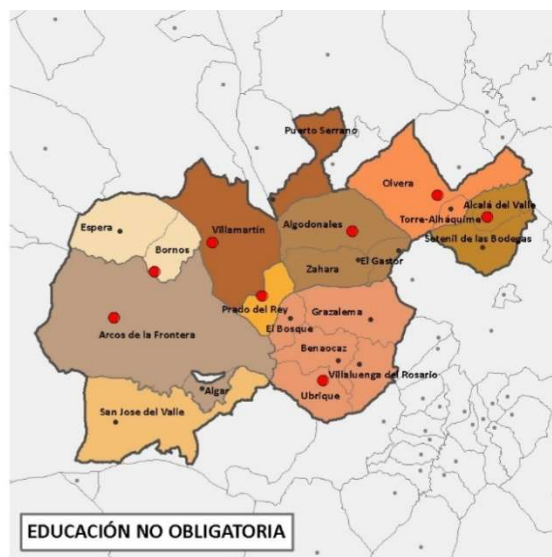 Puerto Serrano
Olvera
Alcalá del Valle
Torre-Alháquime
Setenil de las Bodegas
Espera
Villamartín
Algodonales
Bornos
El Gastor
Zahara
Prado del Rey
Grazalema
El Bosque
Arcos de la Frontera
Benaocaz
Villaluenga del Rosario
Algar
Ubrique
San Jose del Valle
EDUCACIÓN NO OBLIGATORIA